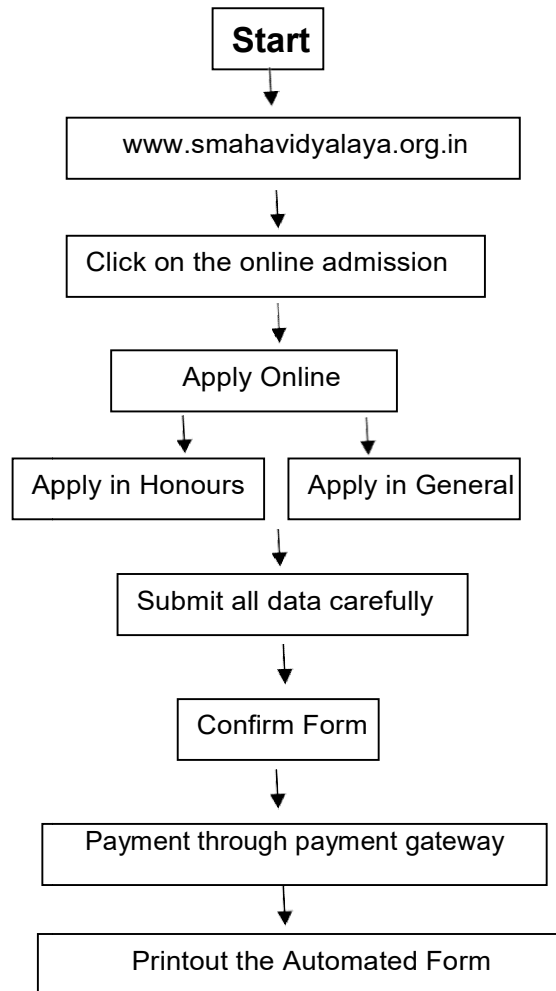 Start
www.smahavidyalaya.org.in
Click on the online admission
Apply Online
Apply in Honours
Apply in General
Submit all data carefully
Confirm Form
Payment through payment gateway
Printout the Automated Form